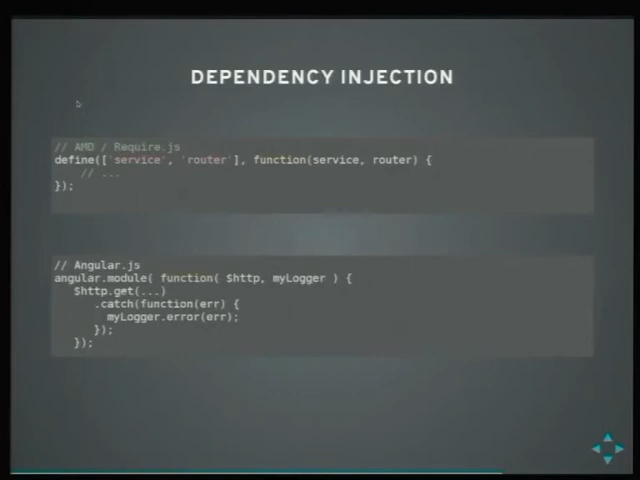 DEPENDENCY INJECTION
// AMD / Require.js
define(['service', 'router'], function(service, router) {
// ...
});
// Angular.js
angular.module( function( $http, myLogger ) {
$http.get(...)
.catch(function(err) {
myLogger.error(err);
});
});